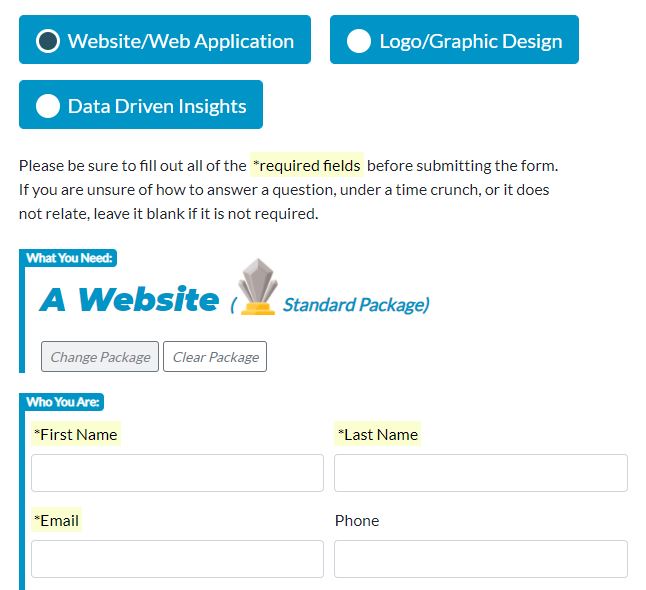 Website/Web Application
Logo/Graphic Design
Data Driven Insights
Please be sure to fill out all of the *required fields before submitting the form.
If you are unsure of how to answer a question, under a time crunch, or it does
not relate, leave it blank if it is not required.
What You Need:
A Website ( Standard Package)
Change Package
Clear Package
Who You Are:
*First Name
*Last Name
*Email
Phone